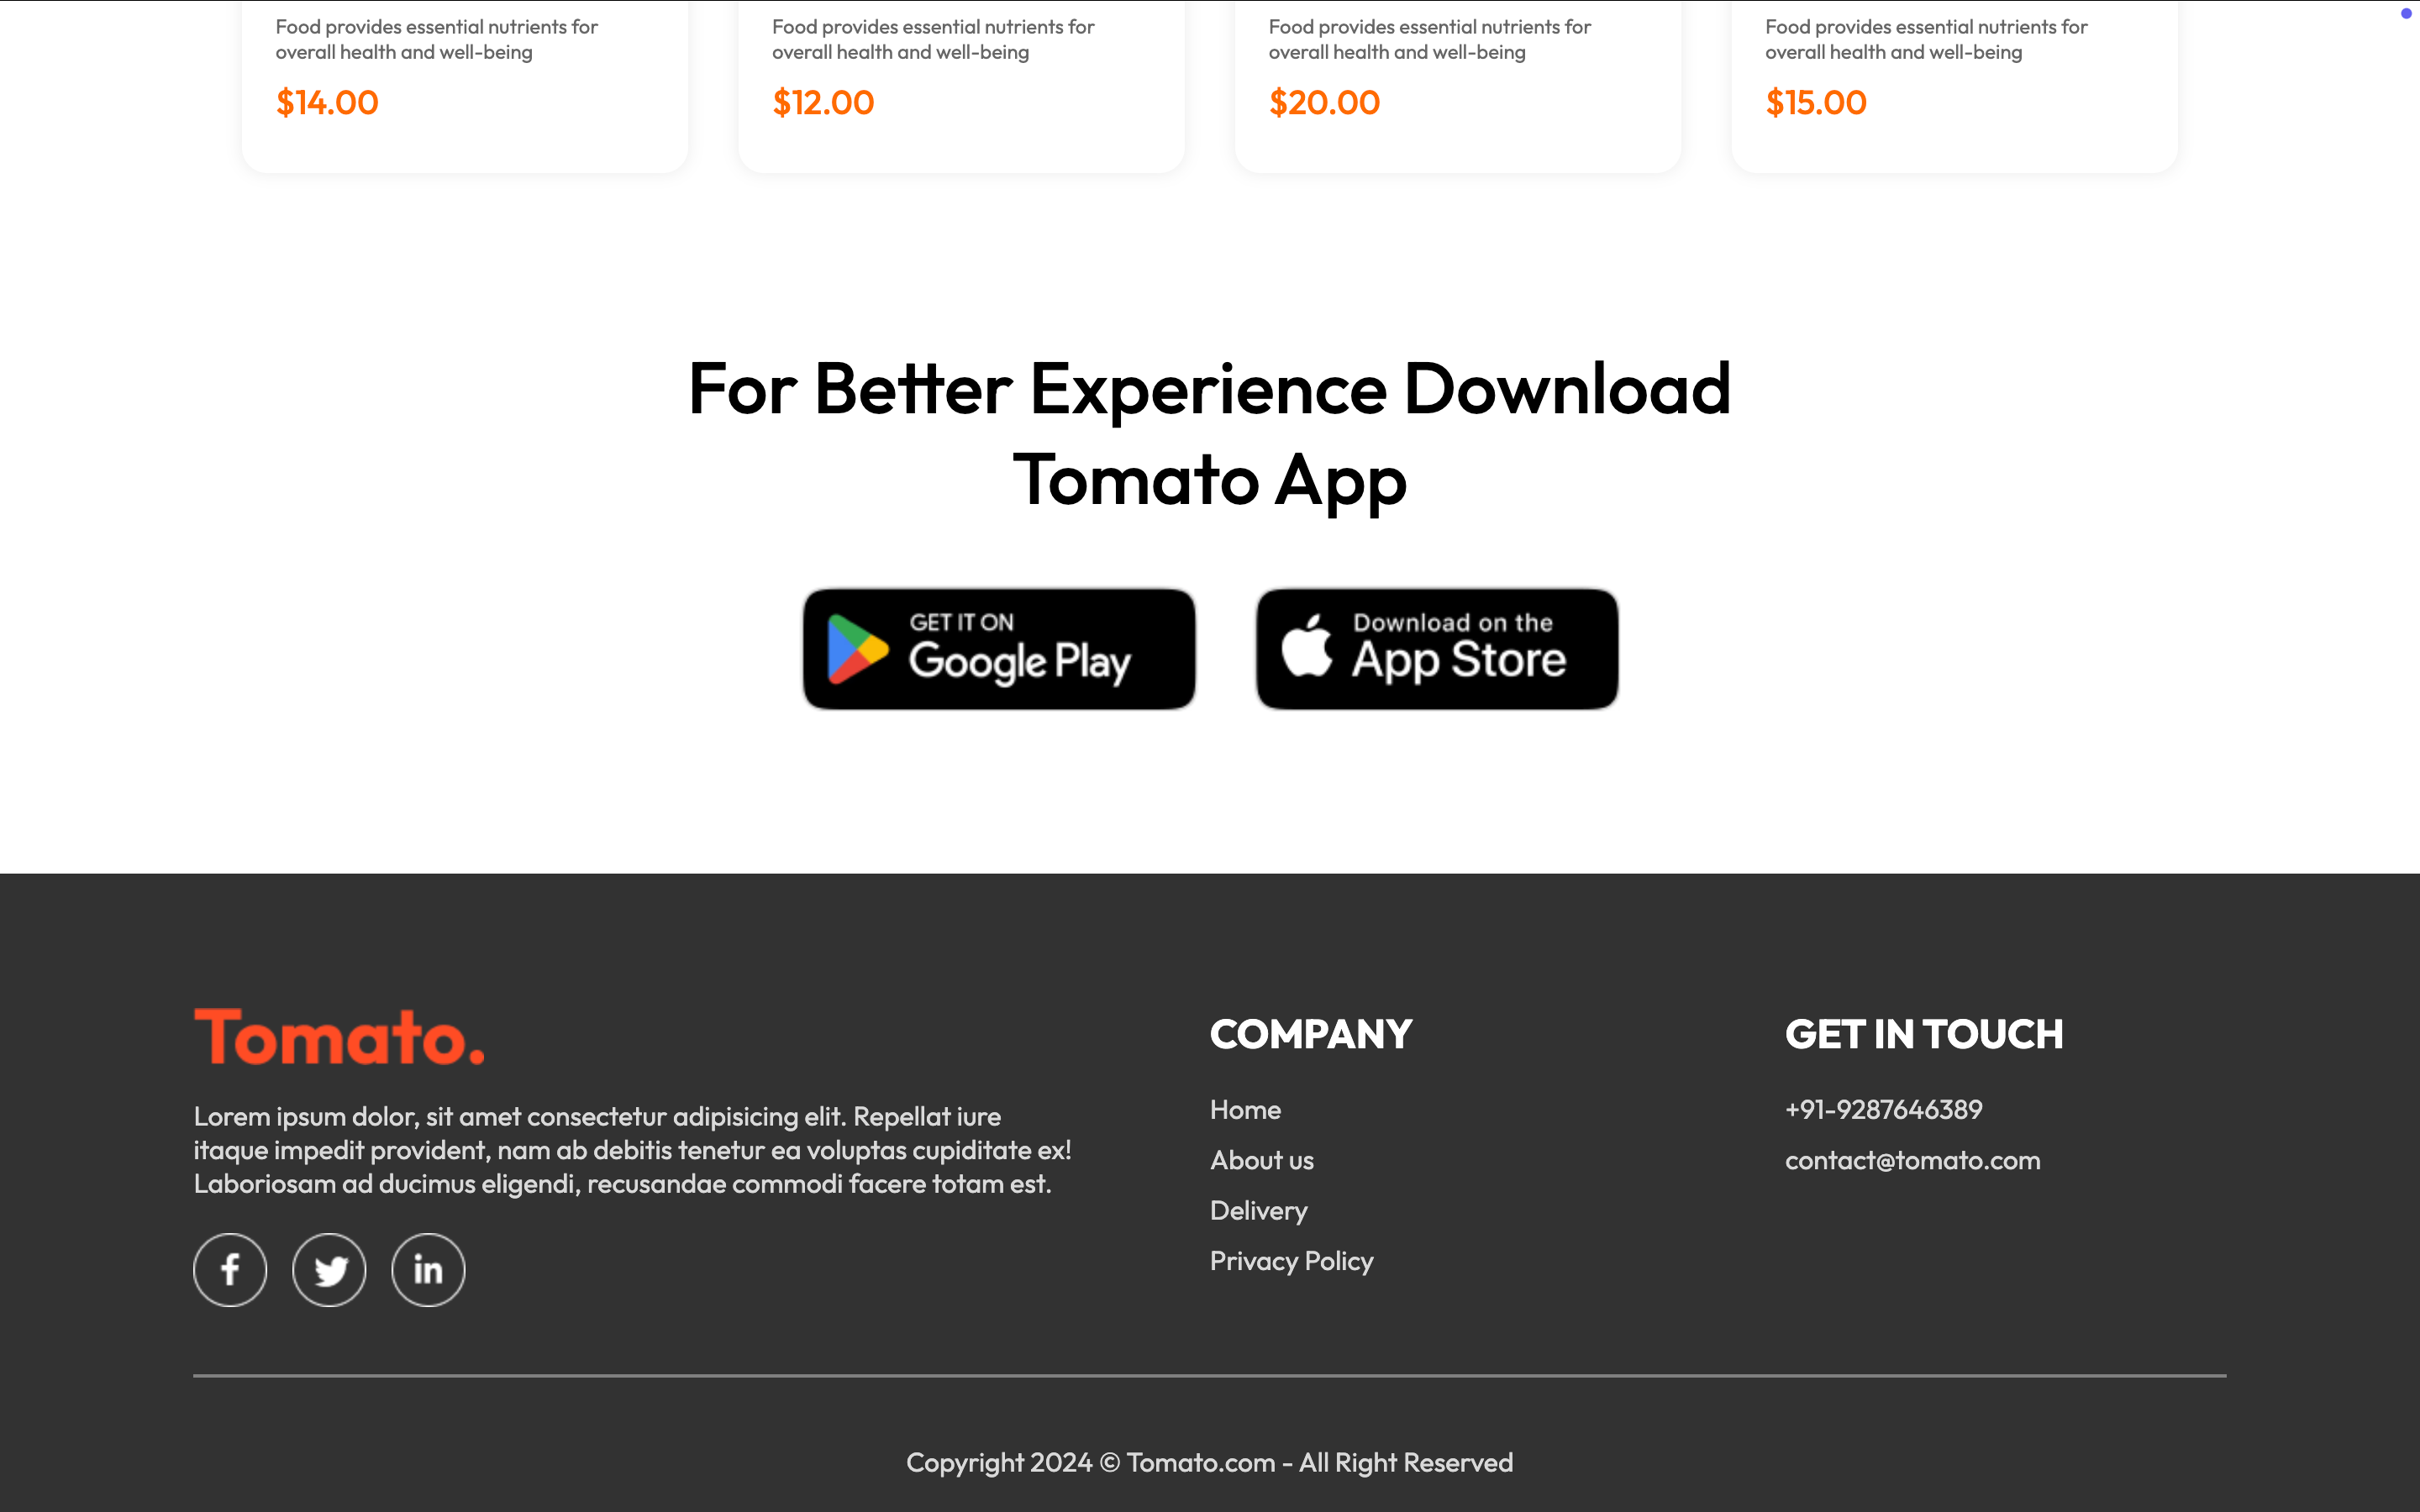 Food provides essential nutrients for
overall health and well-being
$14.00
Food provides essential nutrients for
overall health and well-being
$12.00
Food provides essential nutrients for
overall health and well-being
$20.00
Food provides essential nutrients for
overall health and well-being
$15.00
For Better Experience Download
Tomato App
GET IT ON
Google Play
Download on the
App Store
Tomato.
Lorem ipsum dolor, sit amet consectetur adipisicing elit. Repellat iure
itaque impedit provident, nam ab debitis tenetur ea voluptas cupiditate ex!
Laboriosam ad ducimus eligendi, recusandae commodi facere totam est.
f
in
COMPANY
Home
About us
Delivery
Privacy Policy
GET IN TOUCH
+91-9287646389
contact@tomato.com
Copyright 2024 © Tomato.com - All Right Reserved